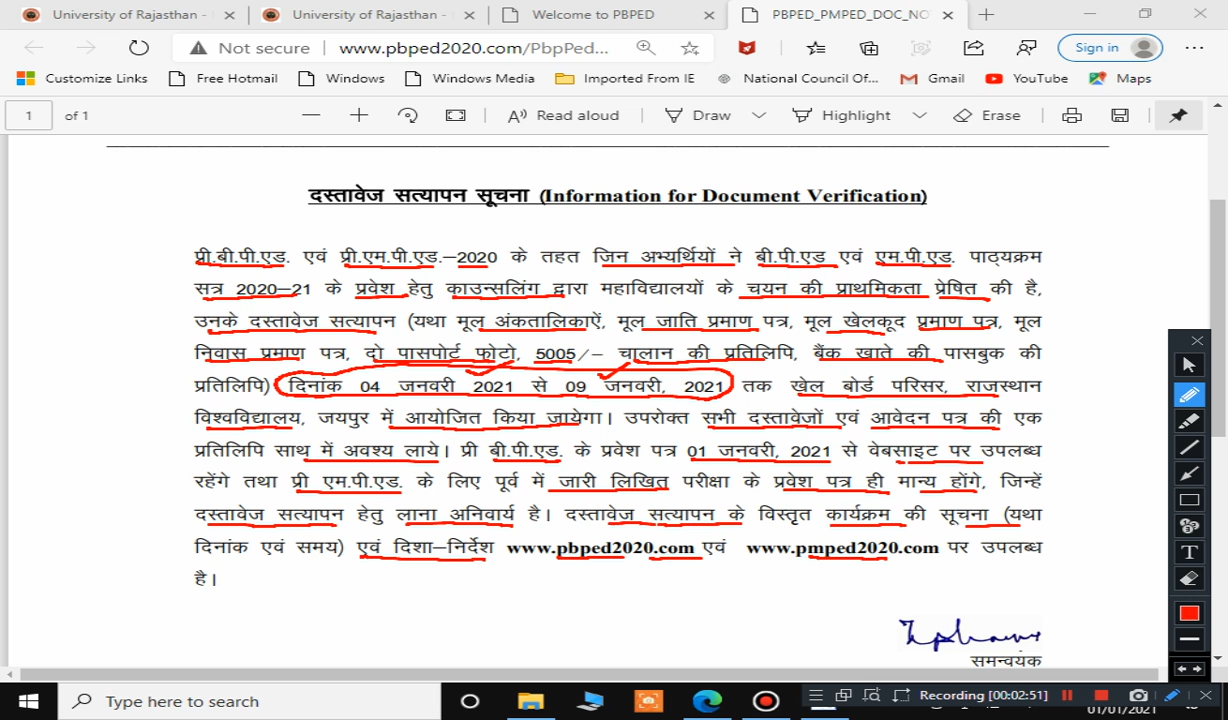 University of Rajasthan -
University of Rajasthan -
Welcome to PBPED
PBPED_PMPED_DOC_NO
Not secure
www.pbped2020.com/PbpPed...
Sign in
Customize Links
Free Hotmail
Windows
Windows Media
Imported From IE
National Council Of...
Gmail
YouTube
Maps
1
of 1
Read aloud
Draw
Highlight
Erase
दस्तावेज सत्यापन सूचना (Information for Document Verification)
प्री.बी.पी.एड. एवं प्री.एम.पी.एड.–2020 के तहत जिन अभ्यर्थियों ने बी.पी.एड एवं एम.पी.एड. पाठ्यक्रम
सत्र 2020–21 के प्रवेश हेतु काउन्सलिंग द्वारा महाविद्यालयों के चयन की प्राथमिकता प्रेषित की है,
उनके दस्तावेज सत्यापन (यथा मूल अंकतालिकाऐं, मूल जाति प्रमाण पत्र, मूल खेलकूद प्रमाण पत्र, मूल
निवास प्रमाण पत्र, दो पासपोर्ट फोटो, 5005/– चालान की प्रतिलिपि, बैंक खाते की पासबुक की
प्रतिलिपि) दिनांक 04 जनवरी 2021 से 09 जनवरी, 2021 तक खेल बोर्ड परिसर, राजस्थान
विश्वविद्यालय, जयपुर में आयोजित किया जायेगा। उपरोक्त सभी दस्तावेजों एवं आवेदन पत्र की एक
प्रतिलिपि साथ में अवश्य लाये। प्री बी.पी.एड. के प्रवेश पत्र 01 जनवरी, 2021 से वेबसाइट पर उपलब्ध
रहेंगे तथा प्री एम.पी.एड. के लिए पूर्व में जारी लिखित परीक्षा के प्रवेश पत्र ही मान्य होंगे, जिन्हें
दस्तावेज सत्यापन हेतु लाना अनिवार्य है। दस्तावेज सत्यापन के विस्तृत कार्यक्रम की सूचना (यथा
दिनांक एवं समय) एवं दिशा–निर्देश www.pbped2020.com एवं www.pmped2020.com पर उपलब्ध
है।
समन्वयक
Type here to search
Recording [00:02:51]
01/01/2021